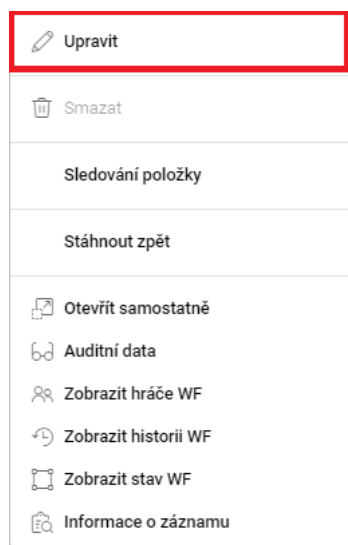 Upravit
Smazat
Sledování položky
Stáhnout zpět
Otevřít samostatně
Auditní data
Zobrazit hráče WF
Zobrazit historii WF
Zobrazit stav WF
Informace o záznamu